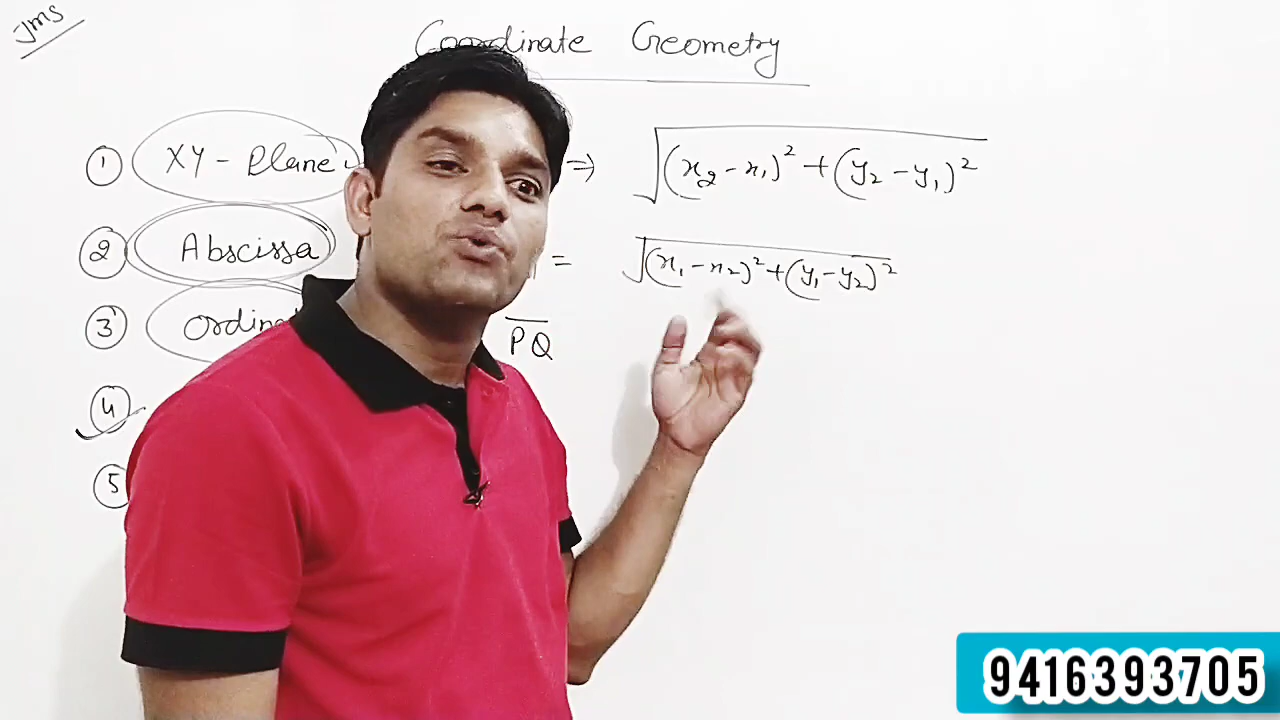 JMS
Coordinate Geometry
① XY - Plane ⇒ √(x₂ - x₁)² + (y₂ - y₁)²
② Abscissa = √(x₁ - x₂)² + (y₁ - y₂)²
③ PQ
④
⑤
9416393705